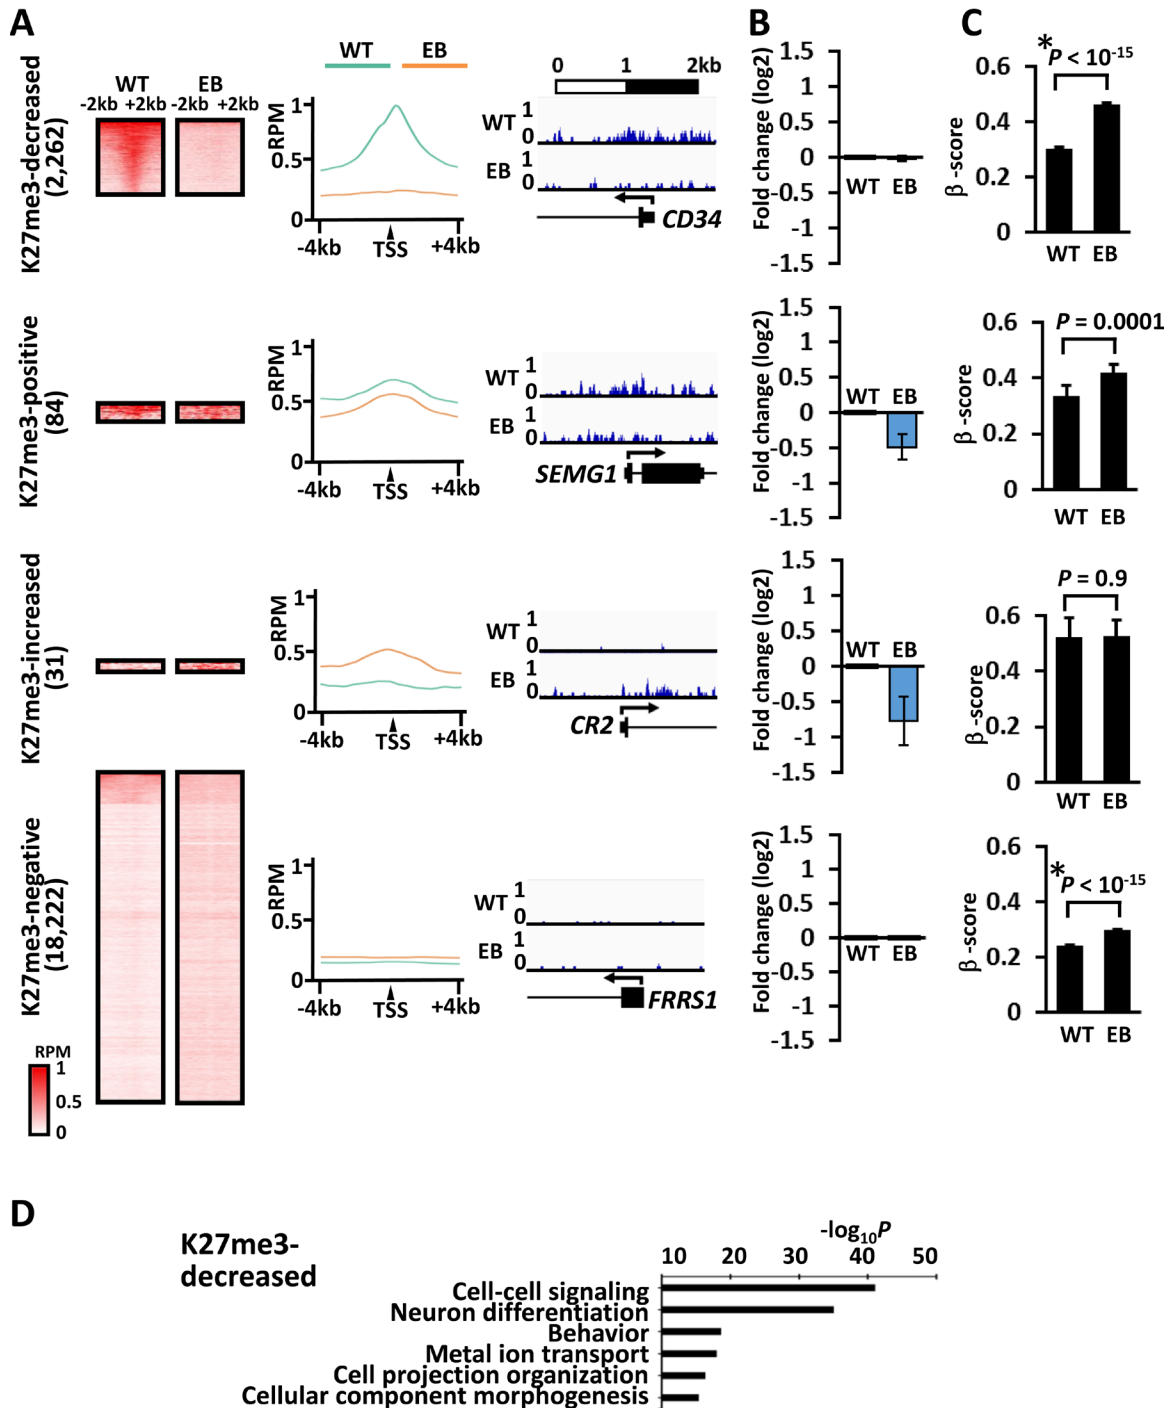 A
B
C
WT
EB
WT
EB
-2kb +2kb
-2kb +2kb
K27me3-decreased
(2,262)
RPM
1
0.5
0
-4kb
TSS
+4kb
0
1
2kb
WT
1
0
EB
1
0
CD34
Fold change (log2)
1.5
1
0.5
0
-0.5
-1
-1.5
WT
EB
β -score
0.6
0.4
0.2
0
*
P < 10-15
WT
EB
K27me3-positive
(84)
RPM
1
0.5
0
-4kb
TSS
+4kb
WT
1
0
EB
1
0
SEMG1
Fold change (log2)
1.5
1
0.5
0
-0.5
-1
-1.5
WT
EB
β -score
0.6
0.4
0.2
0
P = 0.0001
WT
EB
K27me3-increased
(31)
RPM
1
0.5
0
-4kb
TSS
+4kb
WT
1
0
EB
1
0
CR2
Fold change (log2)
1.5
1
0.5
0
-0.5
-1
-1.5
WT
EB
β -score
0.6
0.4
0.2
0
P = 0.9
WT
EB
K27me3-negative
(18,222)
RPM
1
0.5
0
-4kb
TSS
+4kb
WT
1
0
EB
1
0
FRRS1
Fold change (log2)
1.5
1
0.5
0
-0.5
-1
-1.5
WT
EB
β -score
0.6
0.4
0.2
0
*
P < 10-15
WT
EB
RPM
1
0.5
0
D
K27me3-
decreased
-log10P
10
20
30
40
50
Cell-cell signaling
Neuron differentiation
Behavior
Metal ion transport
Cell projection organization
Cellular component morphogenesis